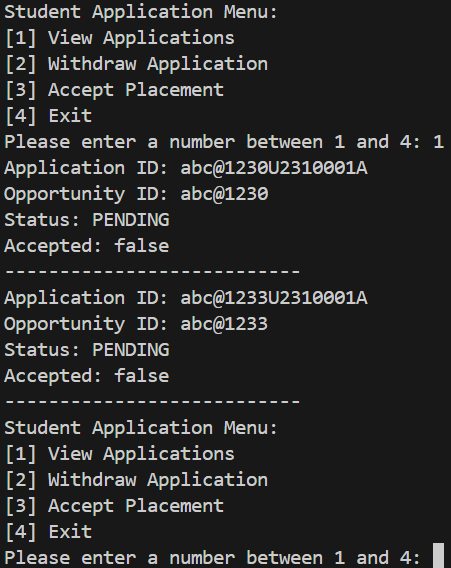 Student Application Menu:
[1] View Applications
[2] Withdraw Application
[3] Accept Placement
[4] Exit
Please enter a number between 1 and 4: 1
Application ID: abc@1230U2310001A
Opportunity ID: abc@1230
Status: PENDING
Accepted: false
---------------------------
Application ID: abc@1233U2310001A
Opportunity ID: abc@1233
Status: PENDING
Accepted: false
---------------------------
Student Application Menu:
[1] View Applications
[2] Withdraw Application
[3] Accept Placement
[4] Exit
Please enter a number between 1 and 4: